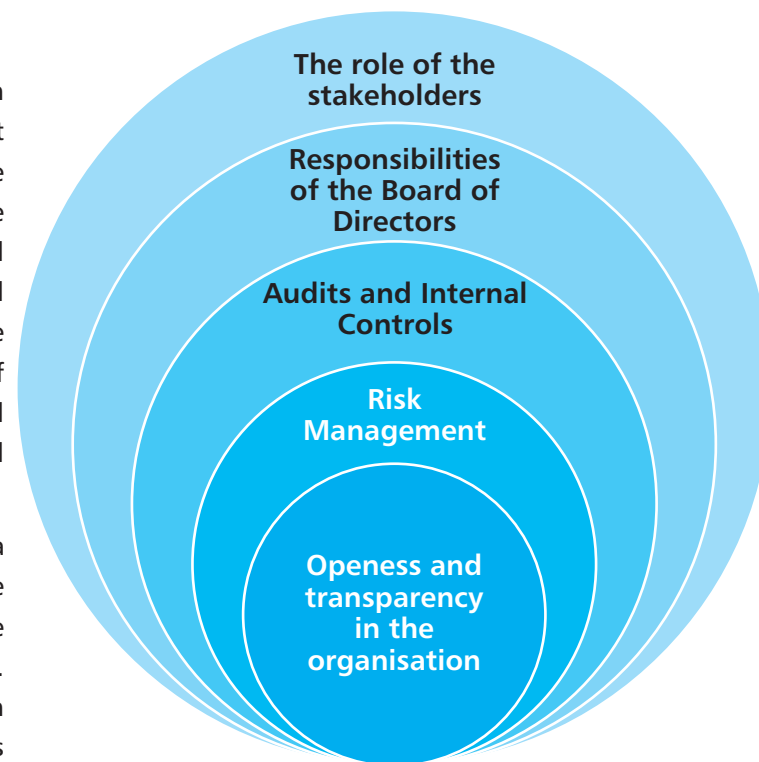 The role of the
stakeholders
Responsibilities
of the Board of
Directors
Audits and Internal
Controls
Risk
Management
Openess and
transparency
in the
organisation